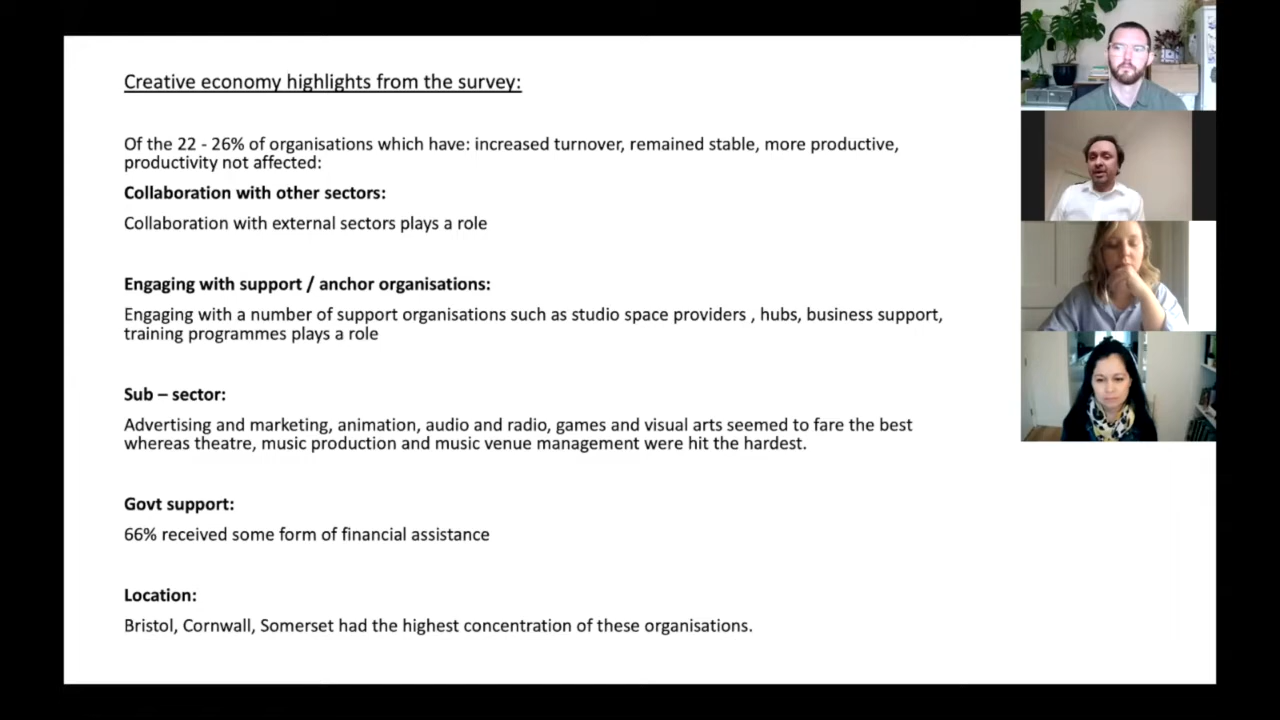 Creative economy highlights from the survey:
Of the 22 - 26% of organisations which have: increased turnover, remained stable, more productive,
productivity not affected:
Collaboration with other sectors:
Collaboration with external sectors plays a role
Engaging with support / anchor organisations:
Engaging with a number of support organisations such as studio space providers , hubs, business support,
training programmes plays a role
Sub – sector:
Advertising and marketing, animation, audio and radio, games and visual arts seemed to fare the best
whereas theatre, music production and music venue management were hit the hardest.
Govt support:
66% received some form of financial assistance
Location:
Bristol, Cornwall, Somerset had the highest concentration of these organisations.